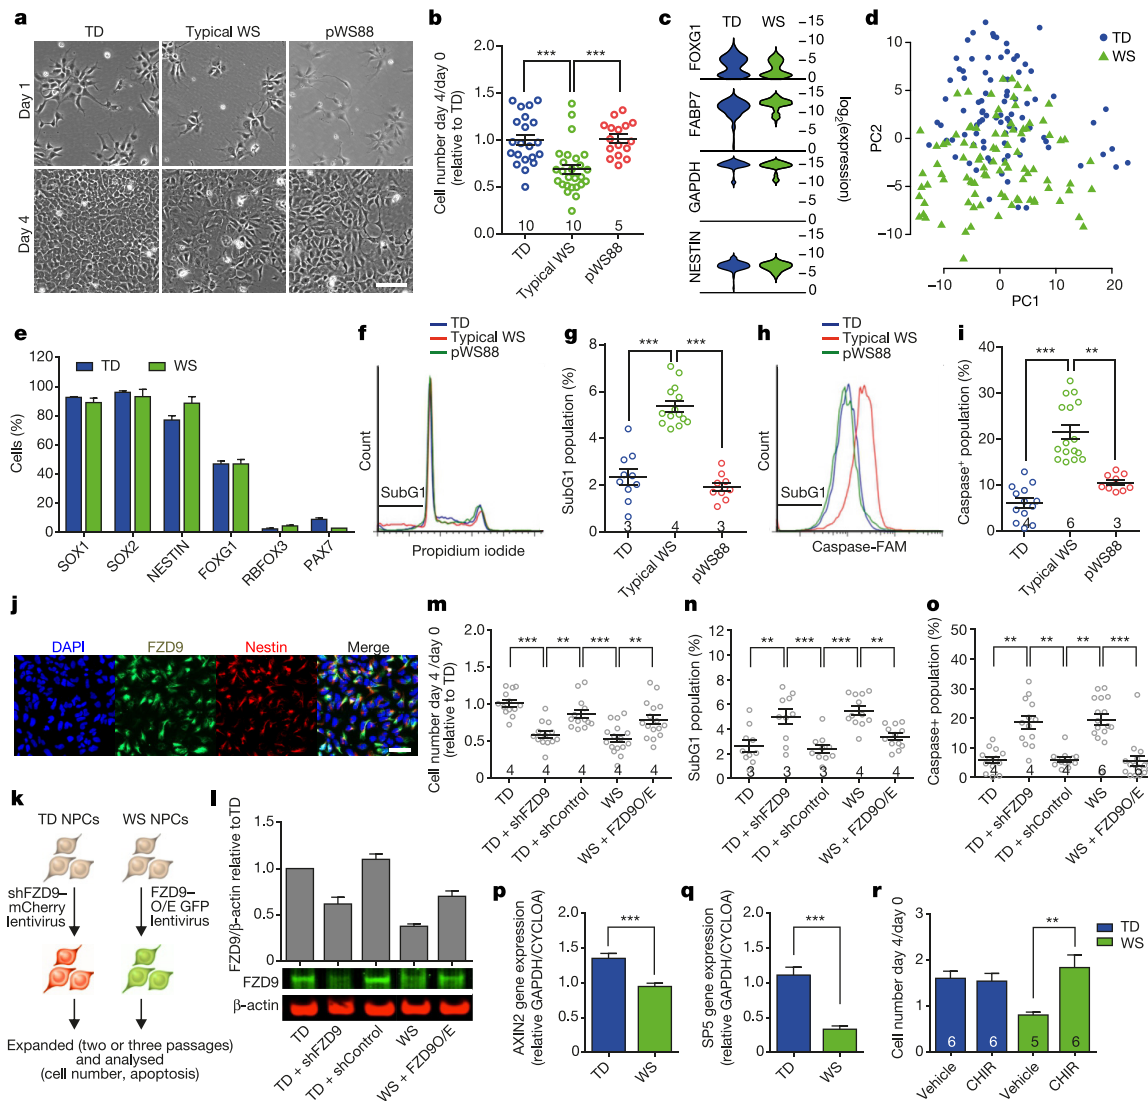 a
TD
Typical WS
pWS88
Day 1
Day 4
b
Cell number day 4/day 0
(relative to TD)
2.0
1.5
1.0
0.5
0.0
***
***
10
10
5
TD
Typical WS
pWS88
c
TD
WS
FOXG1
FABP7
GAPDH
NESTIN
15
10
5
0
15
10
5
0
15
10
5
0
15
10
5
0
log2(expression)
d
TD
WS
PC2
10
5
0
−5
−10
−10
0
10
20
PC1
e
TD
WS
Cells (%)
120
100
80
60
40
20
0
SOX1
SOX2
NESTIN
FOXG1
RBFOX3
PAX7
f
TD
Typical WS
pWS88
Count
SubG1
Propidium iodide
g
SubG1 population (%)
8
6
4
2
0
***
***
3
4
3
TD
Typical WS
pWS88
h
TD
Typical WS
pWS88
Count
SubG1
Caspase-FAM
i
Caspase+ population (%)
40
30
20
10
0
***
**
4
6
3
TD
Typical WS
pWS88
j
DAPI
FZD9
Nestin
Merge
k
TD NPCs
WS NPCs
shFZD9–
mCherry
lentivirus
FZD9–
O/E GFP
lentivirus
Expanded (two or three passages)
and analysed
(cell number, apoptosis)
l
FZD9/β-actin relative toTD
1.5
1.0
0.5
0
FZD9
β-actin
TD
TD + shFZD9
TD + shControl
WS
WS + FZD9O/E
m
Cell number day 4 /day 0
(relative to TD)
2.0
1.5
1
0.5
0
***
**
***
**
4
4
4
4
4
TD
TD + shFZD9
TD + shControl
WS
WS + FZD9O/E
n
SubG1 population (%)
12
10
8
6
4
2
0
**
***
***
**
3
3
3
4
4
TD
TD + shFZD9
TD + shControl
WS
WS + FZD9O/E
o
Caspase+ population (%)
50
40
30
20
10
0
**
**
**
***
4
4
4
6
6
TD
TD + shFZD9
TD + shControl
WS
WS + FZD9O/E
p
AXIN2 gene expression
(relative GAPDH/CYCLOA)
2.0
1.5
1.0
0.5
0
***
TD
WS
q
SP5 gene expression
(relative GAPDH/CYCLOA)
2.0
1.5
1.0
0.5
0
***
TD
WS
r
Cell number day 4/day 0
3
2
1
0
TD
WS
**
6
6
5
6
Vehicle
CHIR
Vehicle
CHIR